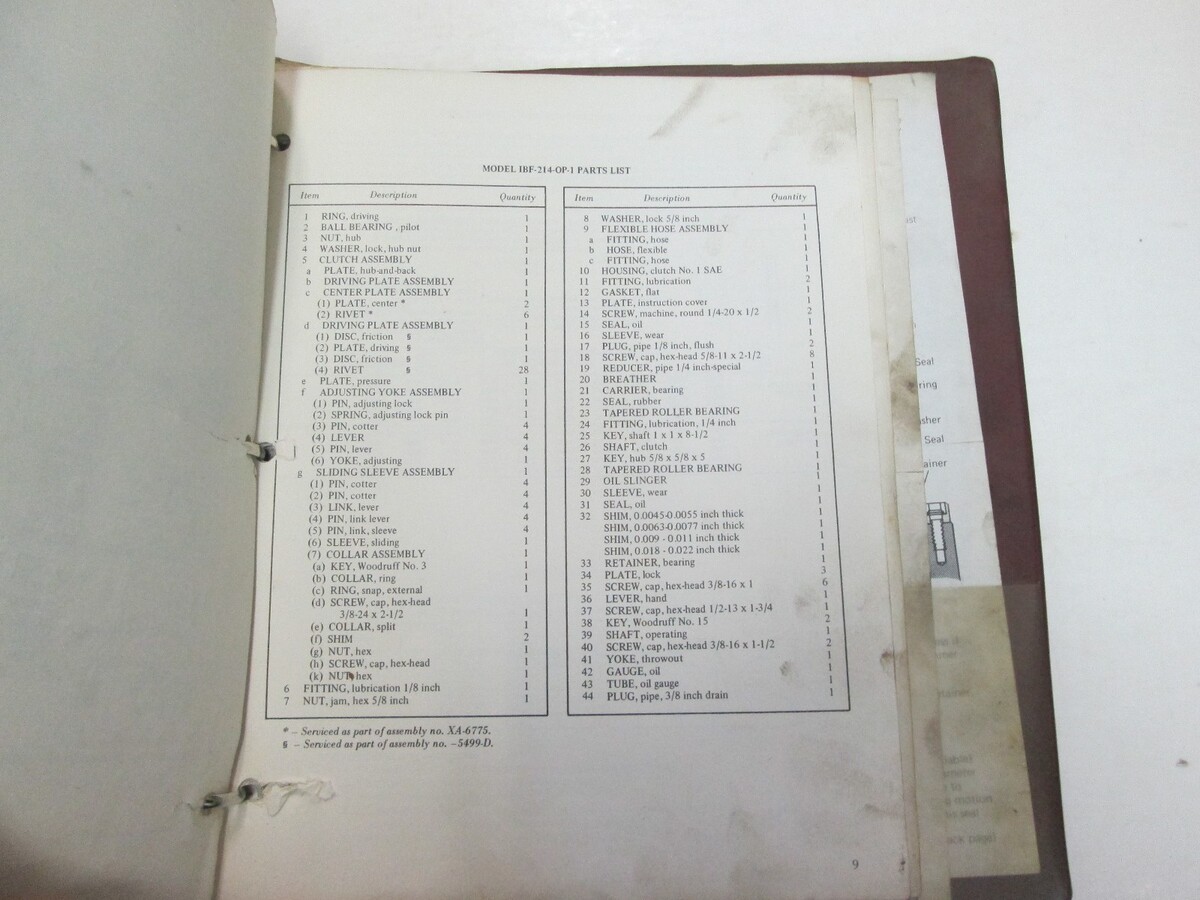 MODEL IBF-214-OP-1 PARTS LIST
Item Description Quantity
1 RING, driving 1
2 BALL BEARING , pilot 1
3 NUT, hub 1
4 WASHER, lock, hub nut 1
5 CLUTCH ASSEMBLY 1
a PLATE, hub-and-back 1
b DRIVING PLATE ASSEMBLY 1
c CENTER PLATE ASSEMBLY 1
(1) PLATE, center * 2
(2) RIVET * 6
d DRIVING PLATE ASSEMBLY 1
(1) DISC, friction § 1
(2) PLATE, driving § 1
(3) DISC, friction § 1
(4) RIVET § 28
e PLATE, pressure 1
f ADJUSTING YOKE ASSEMBLY 1
(1) PIN, adjusting lock 1
(2) SPRING, adjusting lock pin 1
(3) PIN, cotter 4
(4) LEVER 4
(5) PIN, lever 4
(6) YOKE, adjusting 1
g SLIDING SLEEVE ASSEMBLY 1
(1) PIN, cotter 4
(2) PIN, cotter 4
(3) LINK, lever 4
(4) PIN, link lever 4
(5) PIN, link, sleeve 4
(6) SLEEVE, sliding 1
(7) COLLAR ASSEMBLY 1
(a) KEY, Woodruff No. 3 1
(b) COLLAR, ring 1
(c) RING, snap, external 1
(d) SCREW, cap, hex-head
3/8-24 x 2-1/2 1
(e) COLLAR, split 1
(f) SHIM 2
(g) NUT, hex 1
(h) SCREW, cap, hex-head 1
(k) NUT, hex 1
6 FITTING, lubrication 1/8 inch 1
7 NUT, jam, hex 5/8 inch 1
Item Description Quantity
8 WASHER, lock 5/8 inch 1
9 FLEXIBLE HOSE ASSEMBLY 1
a FITTING, hose 1
b HOSE, flexible 1
c FITTING, hose 1
10 HOUSING, clutch No. 1 SAE 1
11 FITTING, lubrication 2
12 GASKET, flat 1
13 PLATE, instruction cover 1
14 SCREW, machine, round 1/4-20 x 1/2 2
15 SEAL, oil 1
16 SLEEVE, wear 1
17 PLUG, pipe 1/8 inch, flush 2
18 SCREW, cap, hex-head 5/8-11 x 2-1/2 8
19 REDUCER, pipe 1/4 inch-special 1
20 BREATHER 1
21 CARRIER, bearing 1
22 SEAL, rubber 1
23 TAPERED ROLLER BEARING 1
24 FITTING, lubrication, 1/4 inch 1
25 KEY, shaft 1 x 1 x 8-1/2 1
26 SHAFT, clutch 1
27 KEY, hub 5/8 x 5/8 x 5 1
28 TAPERED ROLLER BEARING 1
29 OIL SLINGER 1
30 SLEEVE, wear 1
31 SEAL, oil 1
32 SHIM, 0.0045-0.0055 inch thick 1
SHIM, 0.0063-0.0077 inch thick 1
SHIM, 0.009 - 0.011 inch thick 1
SHIM, 0.018 - 0.022 inch thick 1
33 RETAINER, bearing 1
34 PLATE, lock 3
35 SCREW, cap, hex-head 3/8-16 x 1 6
36 LEVER, hand 1
37 SCREW, cap, hex-head 1/2-13 x 1-3/4 1
38 KEY, Woodruff No. 15 2
39 SHAFT, operating 1
40 SCREW, cap, hex-head 3/8-16 x 1-1/2 2
41 YOKE, throwout 1
42 GAUGE, oil 1
43 TUBE, oil gauge 1
44 PLUG, pipe, 3/8 inch drain 1
* – Serviced as part of assembly no. XA-6775.
§ – Serviced as part of assembly no. –5499-D.
9
Seal
Seal